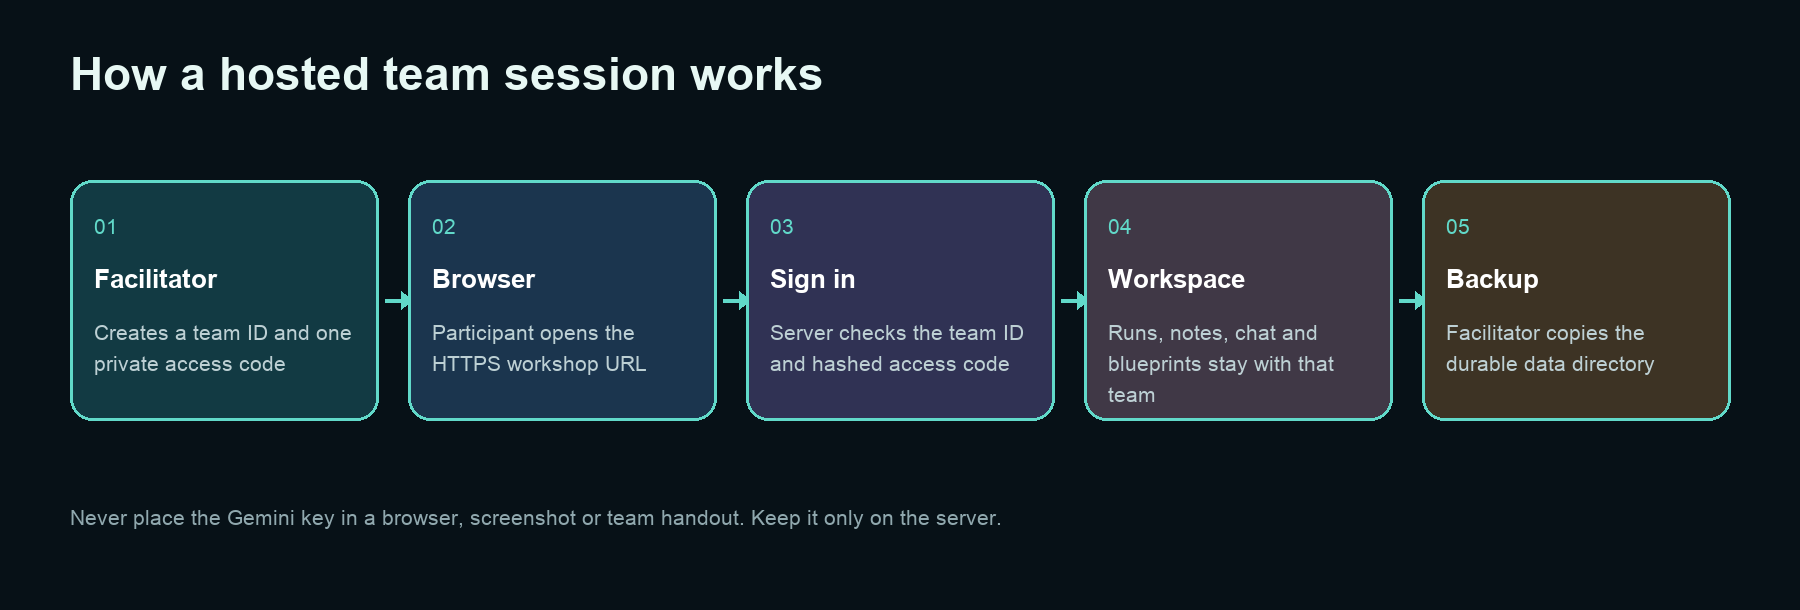 How a hosted team session works
01
Facilitator
Creates a team ID and one
private access code
02
Browser
Participant opens the
HTTPS workshop URL
03
Sign in
Server checks the team ID
and hashed access code
04
Workspace
Runs, notes, chat and
blueprints stay with that
team
05
Backup
Facilitator copies the
durable data directory
Never place the Gemini key in a browser, screenshot or team handout. Keep it only on the server.